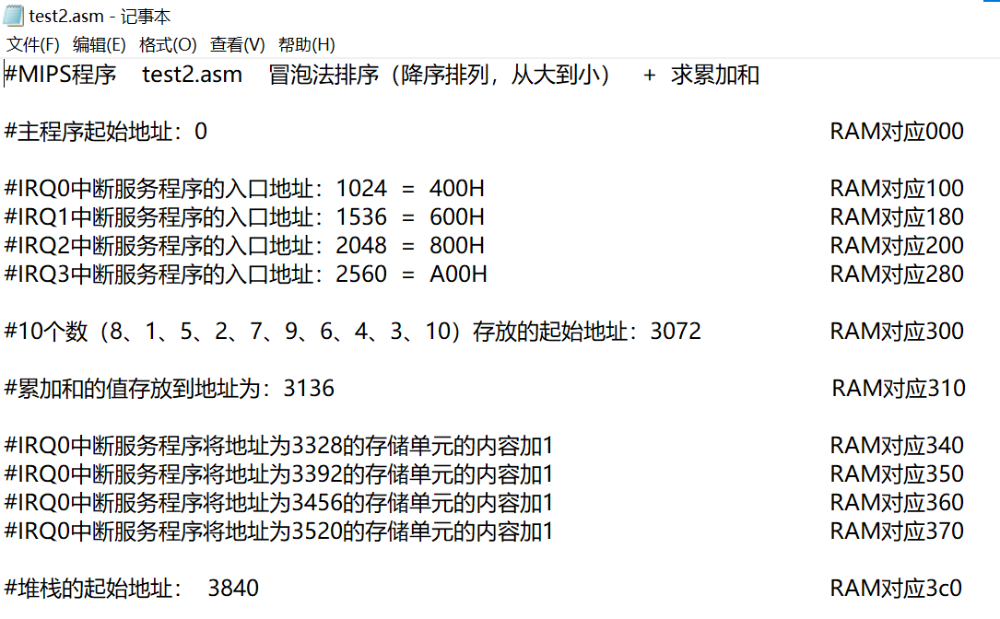 test2.asm - 记事本
文件(F) 编辑(E) 格式(O) 查看(V) 帮助(H)
#MIPS程序 test2.asm 冒泡法排序（降序排列，从大到小） + 求累加和
#主程序起始地址：0 RAM对应000
#IRQ0中断服务程序的入口地址：1024 = 400H RAM对应100
#IRQ1中断服务程序的入口地址：1536 = 600H RAM对应180
#IRQ2中断服务程序的入口地址：2048 = 800H RAM对应200
#IRQ3中断服务程序的入口地址：2560 = A00H RAM对应280
#10个数（8、1、5、2、7、9、6、4、3、10）存放的起始地址：3072 RAM对应300
#累加和的值存放到地址为：3136 RAM对应310
#IRQ0中断服务程序将地址为3328的存储单元的内容加1 RAM对应340
#IRQ0中断服务程序将地址为3392的存储单元的内容加1 RAM对应350
#IRQ0中断服务程序将地址为3456的存储单元的内容加1 RAM对应360
#IRQ0中断服务程序将地址为3520的存储单元的内容加1 RAM对应370
#堆栈的起始地址： 3840 RAM对应3c0